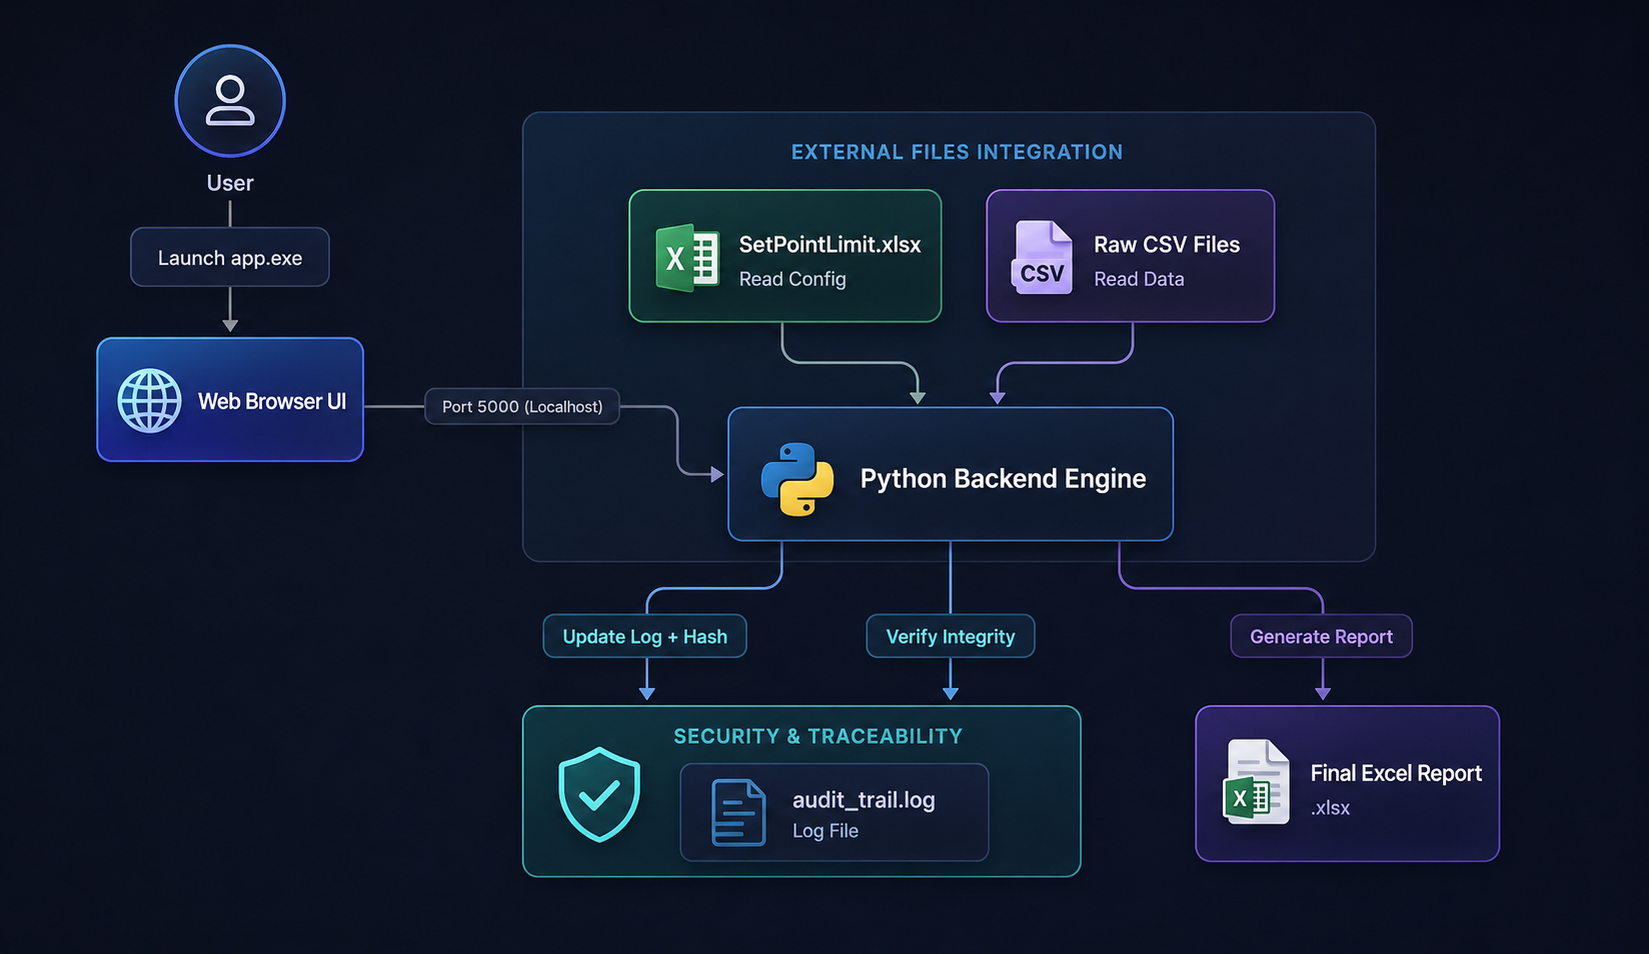 User
Launch app.exe
Web Browser UI
Port 5000 (Localhost)
EXTERNAL FILES INTEGRATION
X
SetPointLimit.xlsx
Read Config
CSV
Raw CSV Files
Read Data
Python Backend Engine
Update Log + Hash
Verify Integrity
Generate Report
SECURITY & TRACEABILITY
audit_trail.log
Log File
X
Final Excel Report
.xlsx